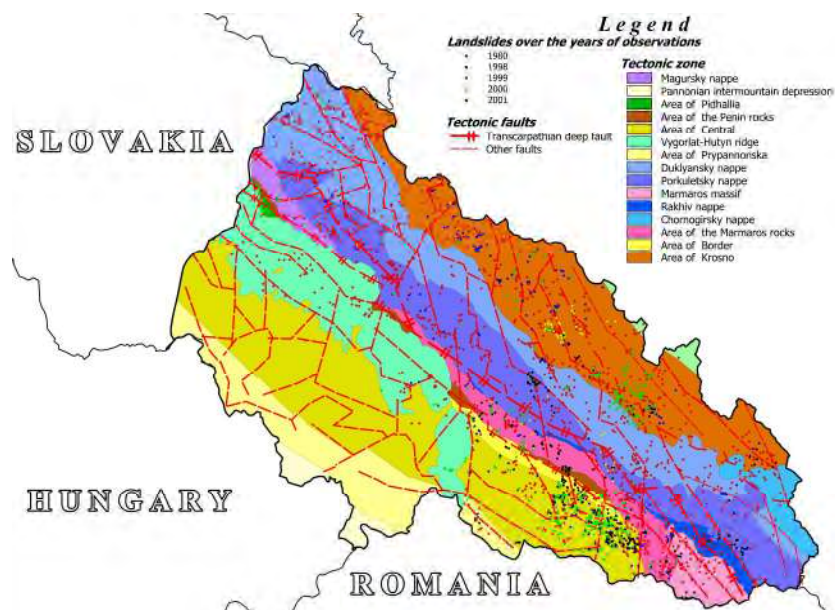 Legend
Landslides over the years of observations
1980
1998
1999
2000
2001
Tectonic faults
Transcarpathian deep fault
Other faults
Tectonic zone
Magursky nappe
Pannonian intermountain depression
Area of Pidhallia
Area of the Penin rocks
Area of Central
Vygorlat-Hutyn ridge
Area of Prypannonska
Duklyansky nappe
Porkuletsky nappe
Marmaros massif
Rakhiv nappe
Chornogirsky nappe
Area of the Marmaros rocks
Area of Border
Area of Krosno
SLOVAKIA
HUNGARY
ROMANIA